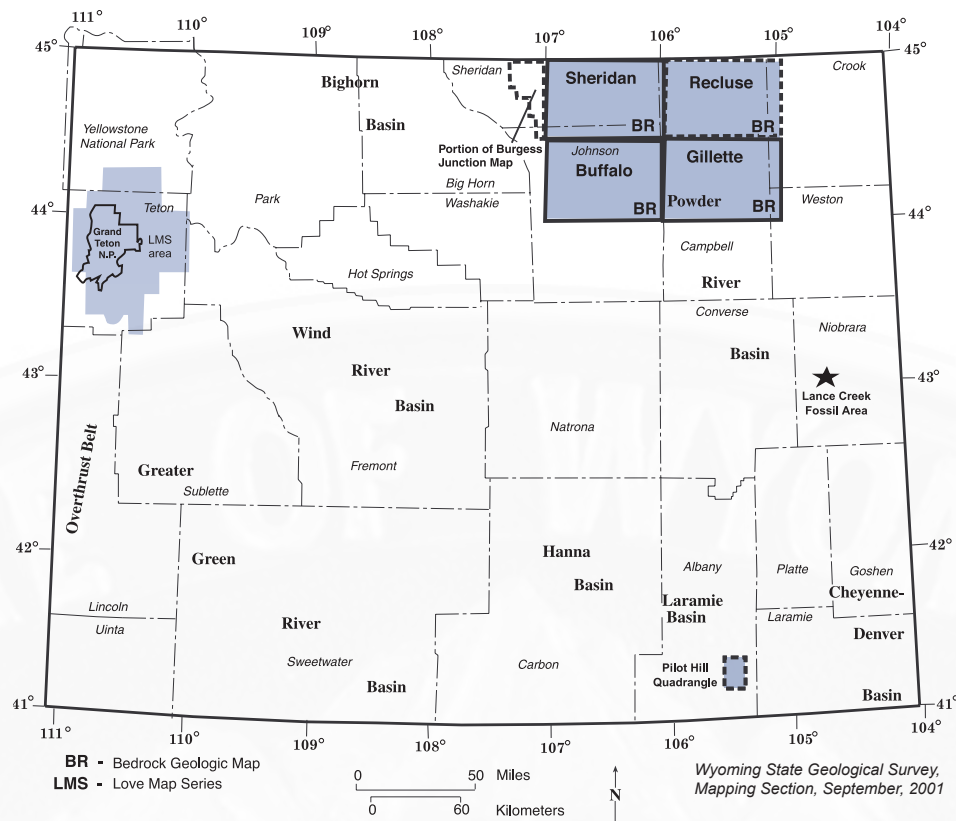 111°
110°
109°
108°
107°
106°
105°
104°
45°
45°
Sheridan
Sheridan
Recluse
Crook
Bighorn
Basin
Yellowstone
National Park
BR
BR
Portion of Burgess
Junction Map
Johnson
Buffalo
Gillette
Big Horn
Washakie
Park
Teton
BR
Powder
BR
Weston
44°
44°
Grand
Teton
N.P.
LMS
area
Campbell
Hot Springs
River
Converse
Niobrara
Wind
River
Basin
Basin
43°
43°
Lance Creek
Fossil Area
Natrona
Overthrust Belt
Greater
Sublette
Fremont
42°
42°
Green
Hanna
Basin
Albany
Platte
Goshen
Cheyenne-
Laramie
Basin
Laramie
Lincoln
Uinta
River
Denver
Sweetwater
Carbon
Pilot Hill
Quadrangle
Basin
Basin
41°
41°
111°
110°
109°
108°
107°
106°
105°
104°
BR - Bedrock Geologic Map
LMS - Love Map Series
0 50 Miles
0 60 Kilometers
N
Wyoming State Geological Survey,
Mapping Section, September, 2001
OF WYO